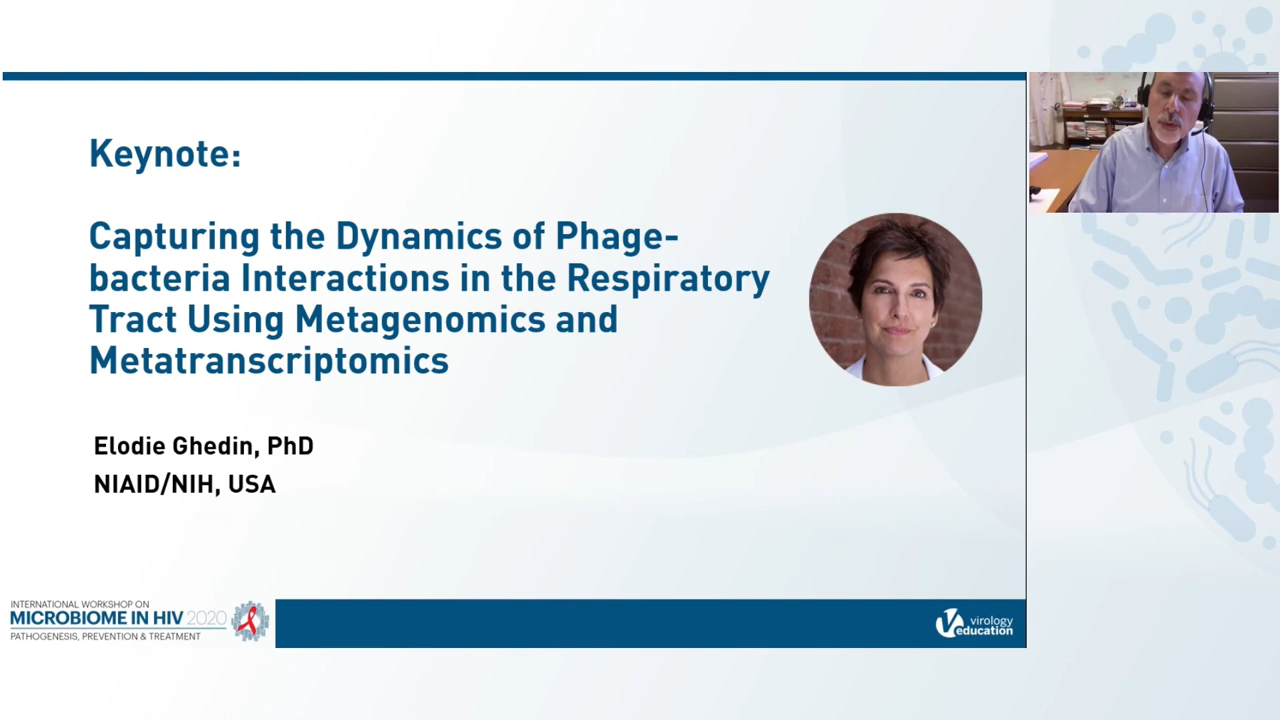 Keynote:
Capturing the Dynamics of Phage-
bacteria Interactions in the Respiratory
Tract Using Metagenomics and
Metatranscriptomics
Elodie Ghedin, PhD
NIAID/NIH, USA
INTERNATIONAL WORKSHOP ON
MICROBIOME IN HIV 2020
PATHOGENESIS, PREVENTION & TREATMENT
virology
education